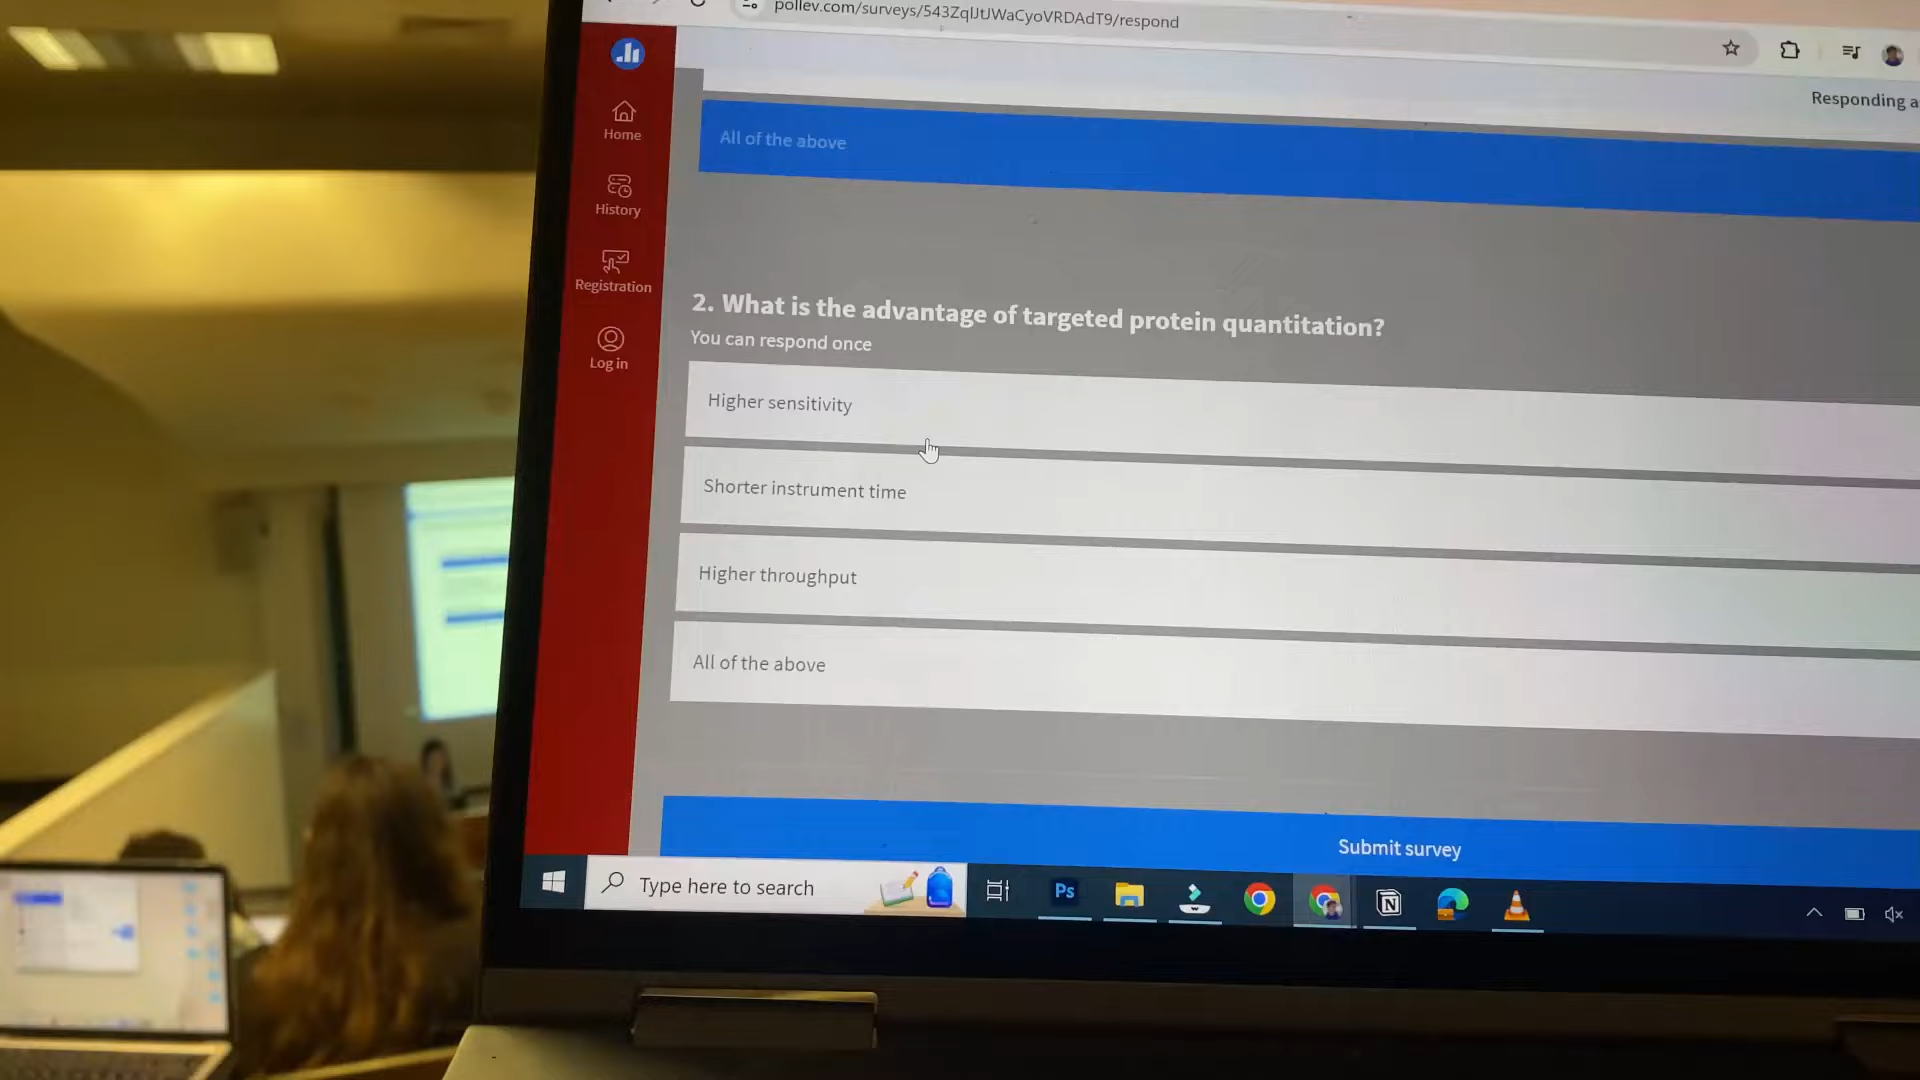 pollev.com/surveys/543ZqlJtJWaCyoVRDAdT9/respond
Responding a
Home
All of the above
History
Registration
Log in
2. What is the advantage of targeted protein quantitation?
You can respond once
Higher sensitivity
Shorter instrument time
Higher throughput
All of the above
Submit survey
Type here to search
Ps
N